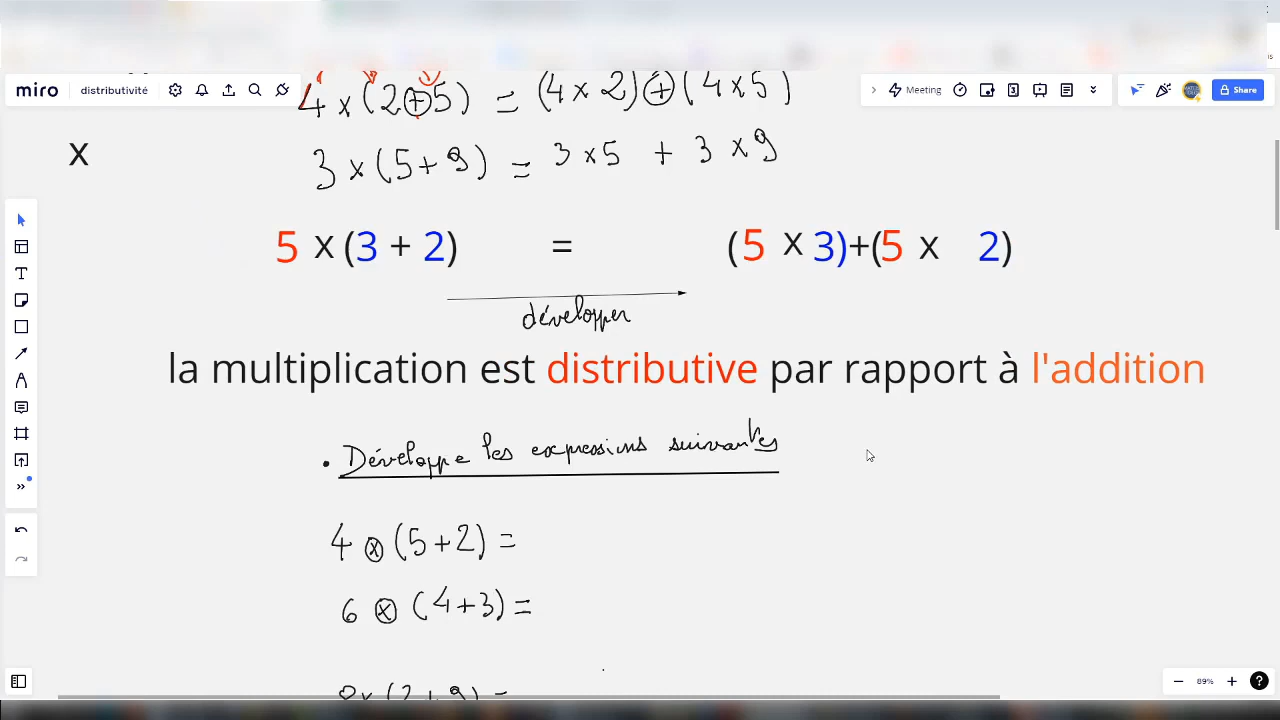 miro distributivité Meeting Share
4 × (2 + 5) = (4 × 2) + (4 × 5)
x
3 × (5 + 9) = 3 × 5 + 3 × 9
5 x (3 + 2) = (5 x 3)+(5 x 2)
développer
la multiplication est distributive par rapport à l'addition
• Développe les expressions suivantes
4 ⊗ (5 + 2) =
6 ⊗ (4 + 3) =
89%